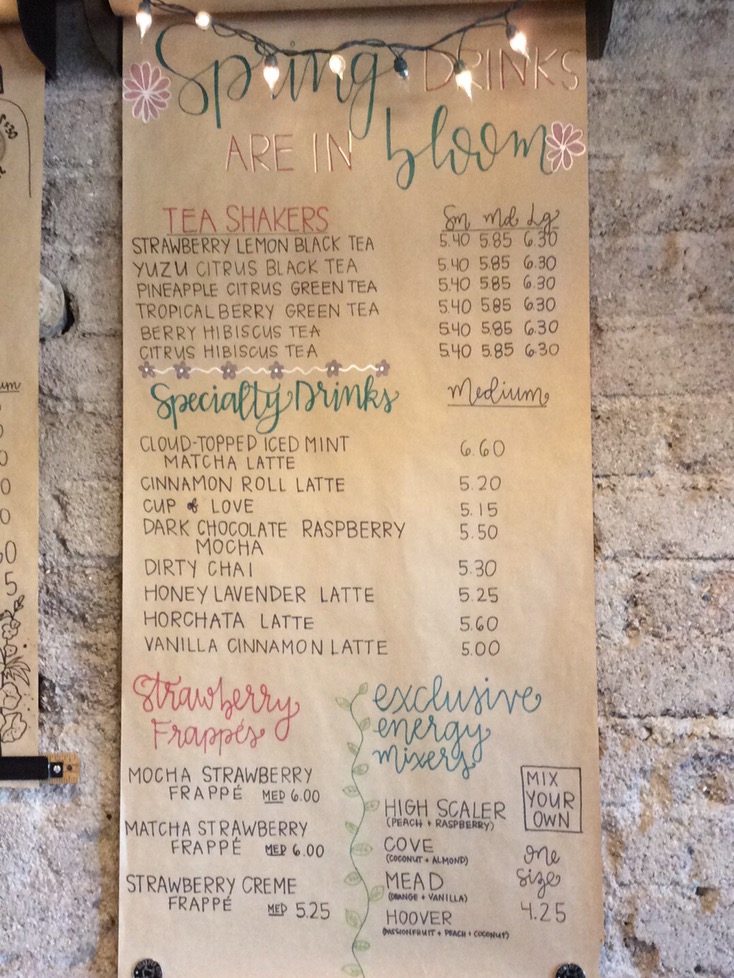 Spring DRINKS
ARE IN bloom
TEA SHAKERS Sm Md Lg
STRAWBERRY LEMON BLACK TEA 5.40 5.85 6.30
YUZU CITRUS BLACK TEA 5.40 5.85 6.30
PINEAPPLE CITRUS GREEN TEA 5.40 5.85 6.30
TROPICAL BERRY GREEN TEA 5.40 5.85 6.30
BERRY HIBISCUS TEA 5.40 5.85 6.30
CITRUS HIBISCUS TEA 5.40 5.85 6.30
Specialty Drinks Medium
CLOUD-TOPPED ICED MINT
MATCHA LATTE 6.60
CINNAMON ROLL LATTE 5.20
CUP of LOVE 5.15
DARK CHOCOLATE RASPBERRY 5.50
MOCHA
DIRTY CHAI 5.30
HONEY LAVENDER LATTE 5.25
HORCHATA LATTE 5.60
VANILLA CINNAMON LATTE 5.00
Strawberry
Frappés
MOCHA STRAWBERRY
FRAPPÉ MED 6.00
MATCHA STRAWBERRY
FRAPPÉ MED 6.00
STRAWBERRY CREME
FRAPPÉ MED 5.25
exclusive
energy
mixers
MIX
YOUR
OWN
HIGH SCALER
(PEACH + RASPBERRY)
COVE
(COCONUT + ALMOND)
MEAD
(ORANGE + VANILLA)
HOOVER
(PASSIONFRUIT + PEACH + COCONUT)
one
size
4.25